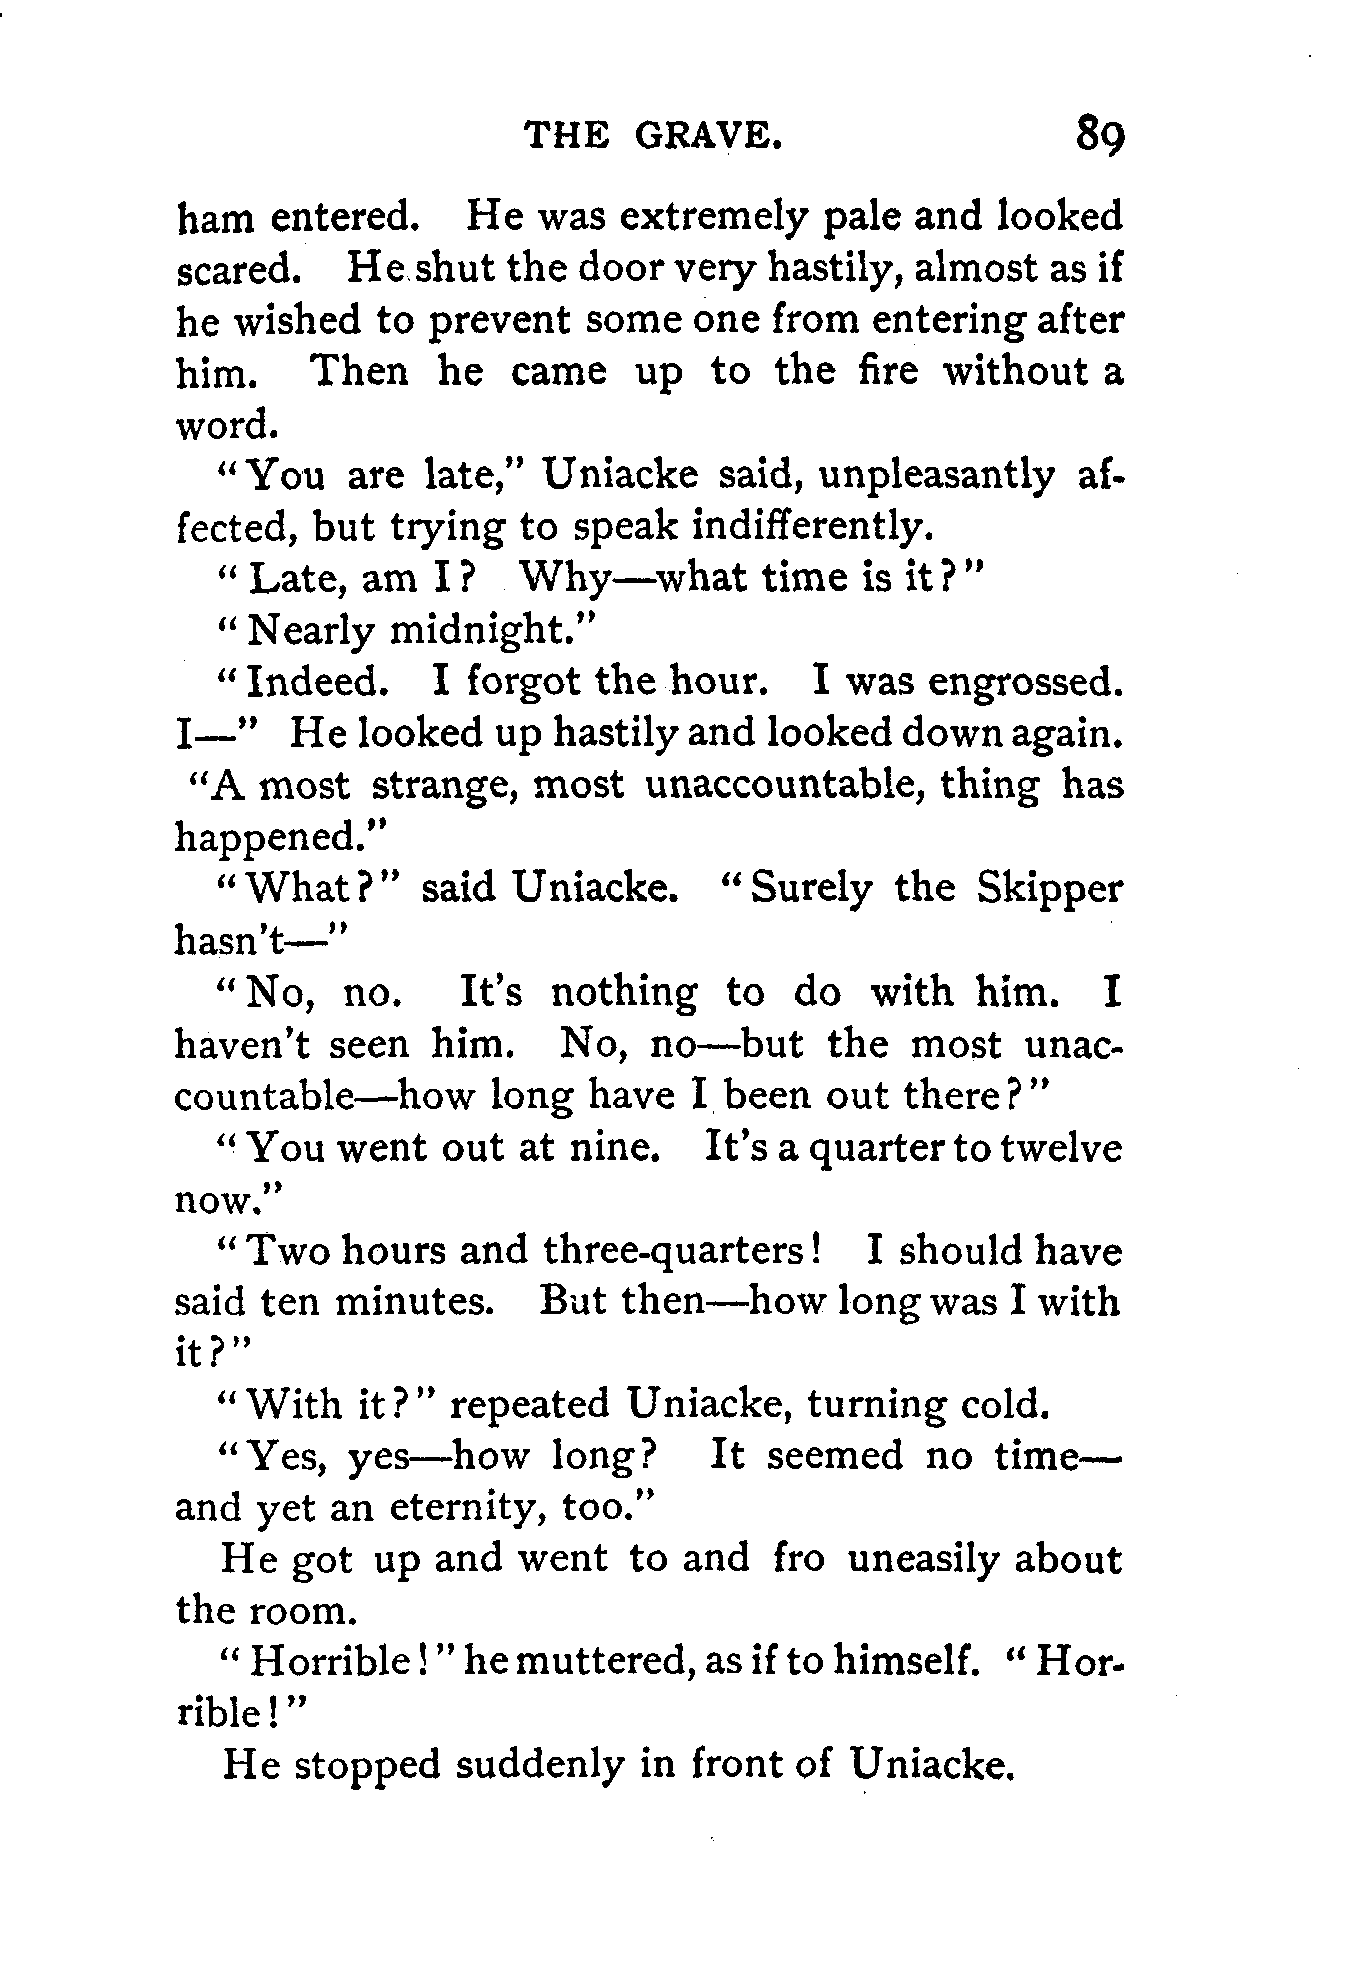 THE GRAVE. 89
ham entered. He was extremely pale and looked
scared. He shut the door very hastily, almost as if
he wished to prevent some one from entering after
him. Then he came up to the fire without a
word.
"You are late," Uniacke said, unpleasantly af-
fected, but trying to speak indifferently.
"Late, am I? Why—what time is it?"
"Nearly midnight."
"Indeed. I forgot the hour. I was engrossed.
I—" He looked up hastily and looked down again.
"A most strange, most unaccountable, thing has
happened."
"What?" said Uniacke. "Surely the Skipper
hasn't—"
"No, no. It's nothing to do with him. I
haven't seen him. No, no—but the most unac-
countable—how long have I been out there?"
"You went out at nine. It's a quarter to twelve
now."
"Two hours and three-quarters! I should have
said ten minutes. But then—how long was I with
it?"
"With it?" repeated Uniacke, turning cold.
"Yes, yes—how long? It seemed no time—
and yet an eternity, too."
He got up and went to and fro uneasily about
the room.
"Horrible!" he muttered, as if to himself. "Hor-
rible!"
He stopped suddenly in front of Uniacke.